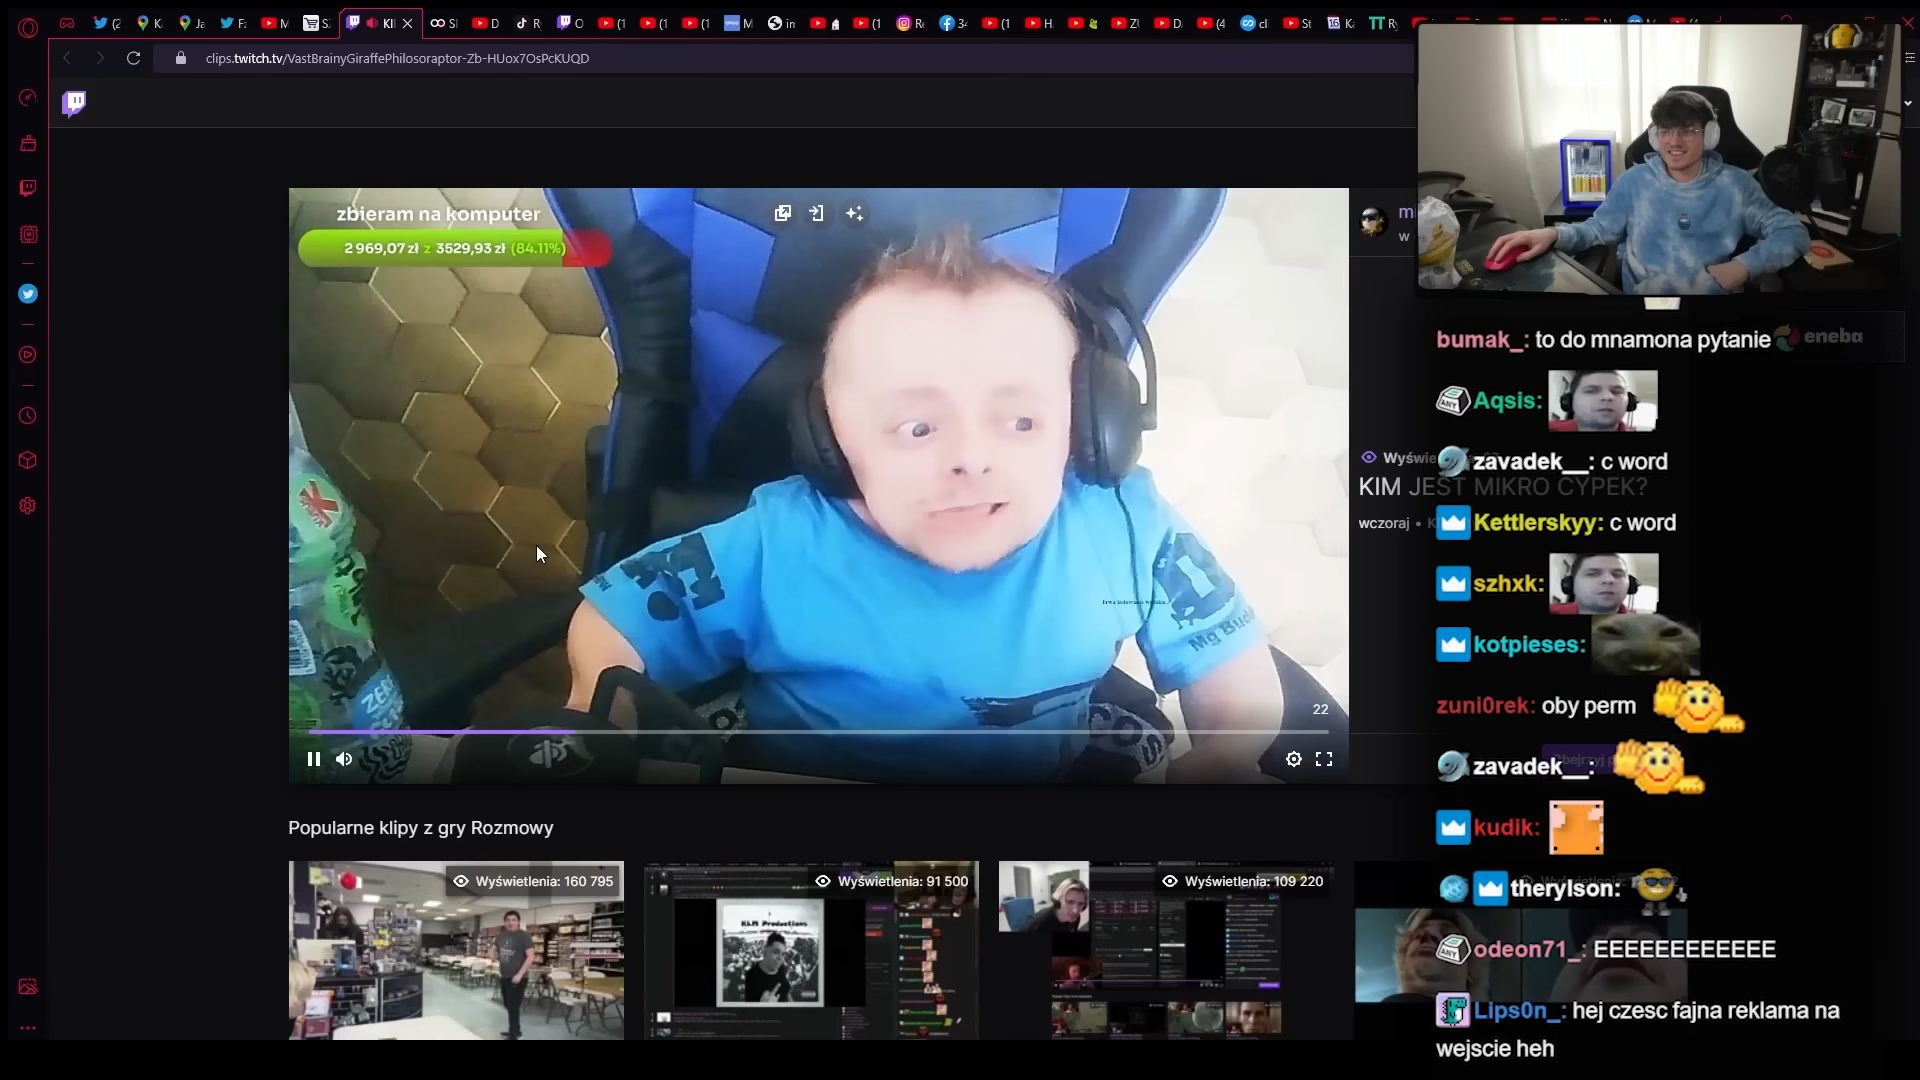 clips.twitch.tv/VastBrainyGiraffePhilosoraptor-Zb-HUox7OsPcKUQD
zbieram na komputer
2 969,07 zł z 3529,93 zł (84.11%)
22
KIM JEST MIKRO CYPEK?
wczoraj
bumak_: to do mnamona pytanie
eneba
Aqsis:
zavadek__: c word
Kettlerskyy: c word
szhxk:
kotpieses:
zuni0rek: oby perm
zavadek__:
kudik:
therylson:
odeon71_: EEEEEEEEEEEE
Lips0n_: hej czesc fajna reklama na
wejscie heh
Popularne klipy z gry Rozmowy
Wyświetlenia: 160 795
Wyświetlenia: 91 500
Wyświetlenia: 109 220
KLM Productions
ZERO